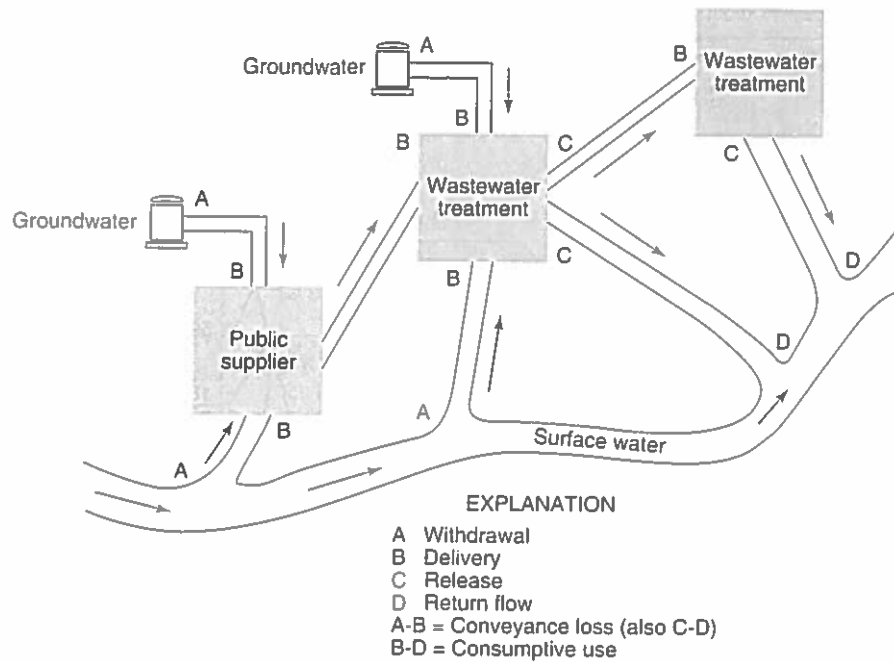 A
Groundwater
B
B
Wastewater
treatment
C
C
B
B
Wastewater
treatment
C
D
A
Groundwater
B
Public
supplier
B
A
A
D
Surface water
EXPLANATION
A Withdrawal
B Delivery
C Release
D Return flow
A-B = Conveyance loss (also C-D)
B-D = Consumptive use